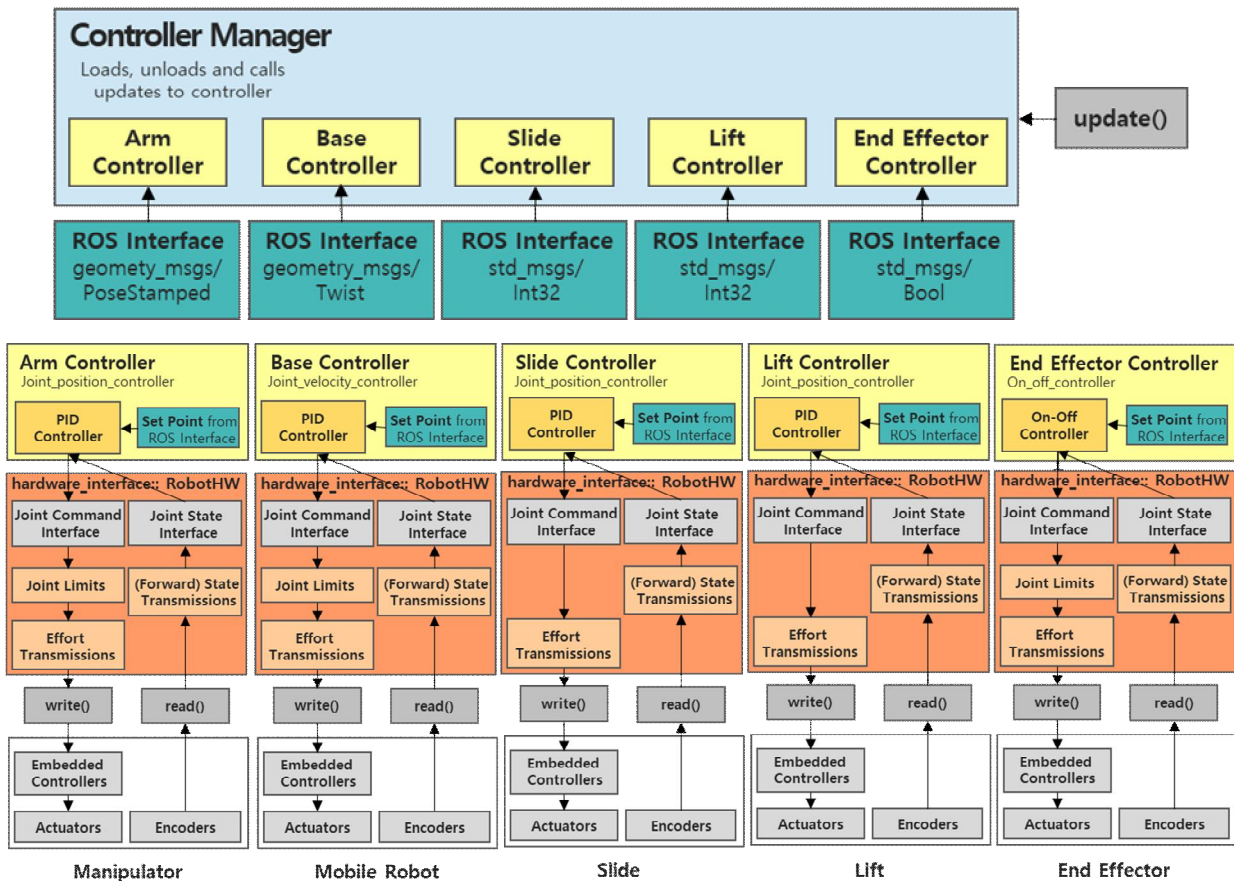 Controller Manager
Loads, unloads and calls
updates to controller
update()
Arm
Controller
Base
Controller
Slide
Controller
Lift
Controller
End Effector
Controller
ROS Interface
geomety_msgs/
PoseStamped
ROS Interface
geometry_msgs/
Twist
ROS Interface
std_msgs/
Int32
ROS Interface
std_msgs/
Int32
ROS Interface
std_msgs/
Bool
Arm Controller
Joint_position_controller
PID
Controller
Set Point from
ROS Interface
hardware_interface:: RobotHW
Joint Command
Interface
Joint State
Interface
Joint Limits
(Forward) State
Transmissions
Effort
Transmissions
write()
read()
Embedded
Controllers
Actuators
Encoders
Manipulator
Base Controller
Joint_velocity_controller
PID
Controller
Set Point from
ROS Interface
hardware_interface:: RobotHW
Joint Command
Interface
Joint State
Interface
Joint Limits
(Forward) State
Transmissions
Effort
Transmissions
write()
read()
Embedded
Controllers
Actuators
Encoders
Mobile Robot
Slide Controller
Joint_position_controller
PID
Controller
Set Point from
ROS Interface
hardware_interface:: RobotHW
Joint Command
Interface
Joint State
Interface
(Forward) State
Transmissions
Effort
Transmissions
write()
read()
Embedded
Controllers
Actuators
Encoders
Slide
Lift Controller
Joint_position_controller
PID
Controller
Set Point from
ROS Interface
hardware_interface:: RobotHW
Joint Command
Interface
Joint State
Interface
(Forward) State
Transmissions
Effort
Transmissions
write()
read()
Embedded
Controllers
Actuators
Encoders
Lift
End Effector Controller
On_off_controller
On-Off
Controller
Set Point from
ROS Interface
hardware_interface:: RobotHW
Joint Command
Interface
Joint State
Interface
Joint Limits
(Forward) State
Transmissions
Effort
Transmissions
write()
read()
Embedded
Controllers
Actuators
Encoders
End Effector